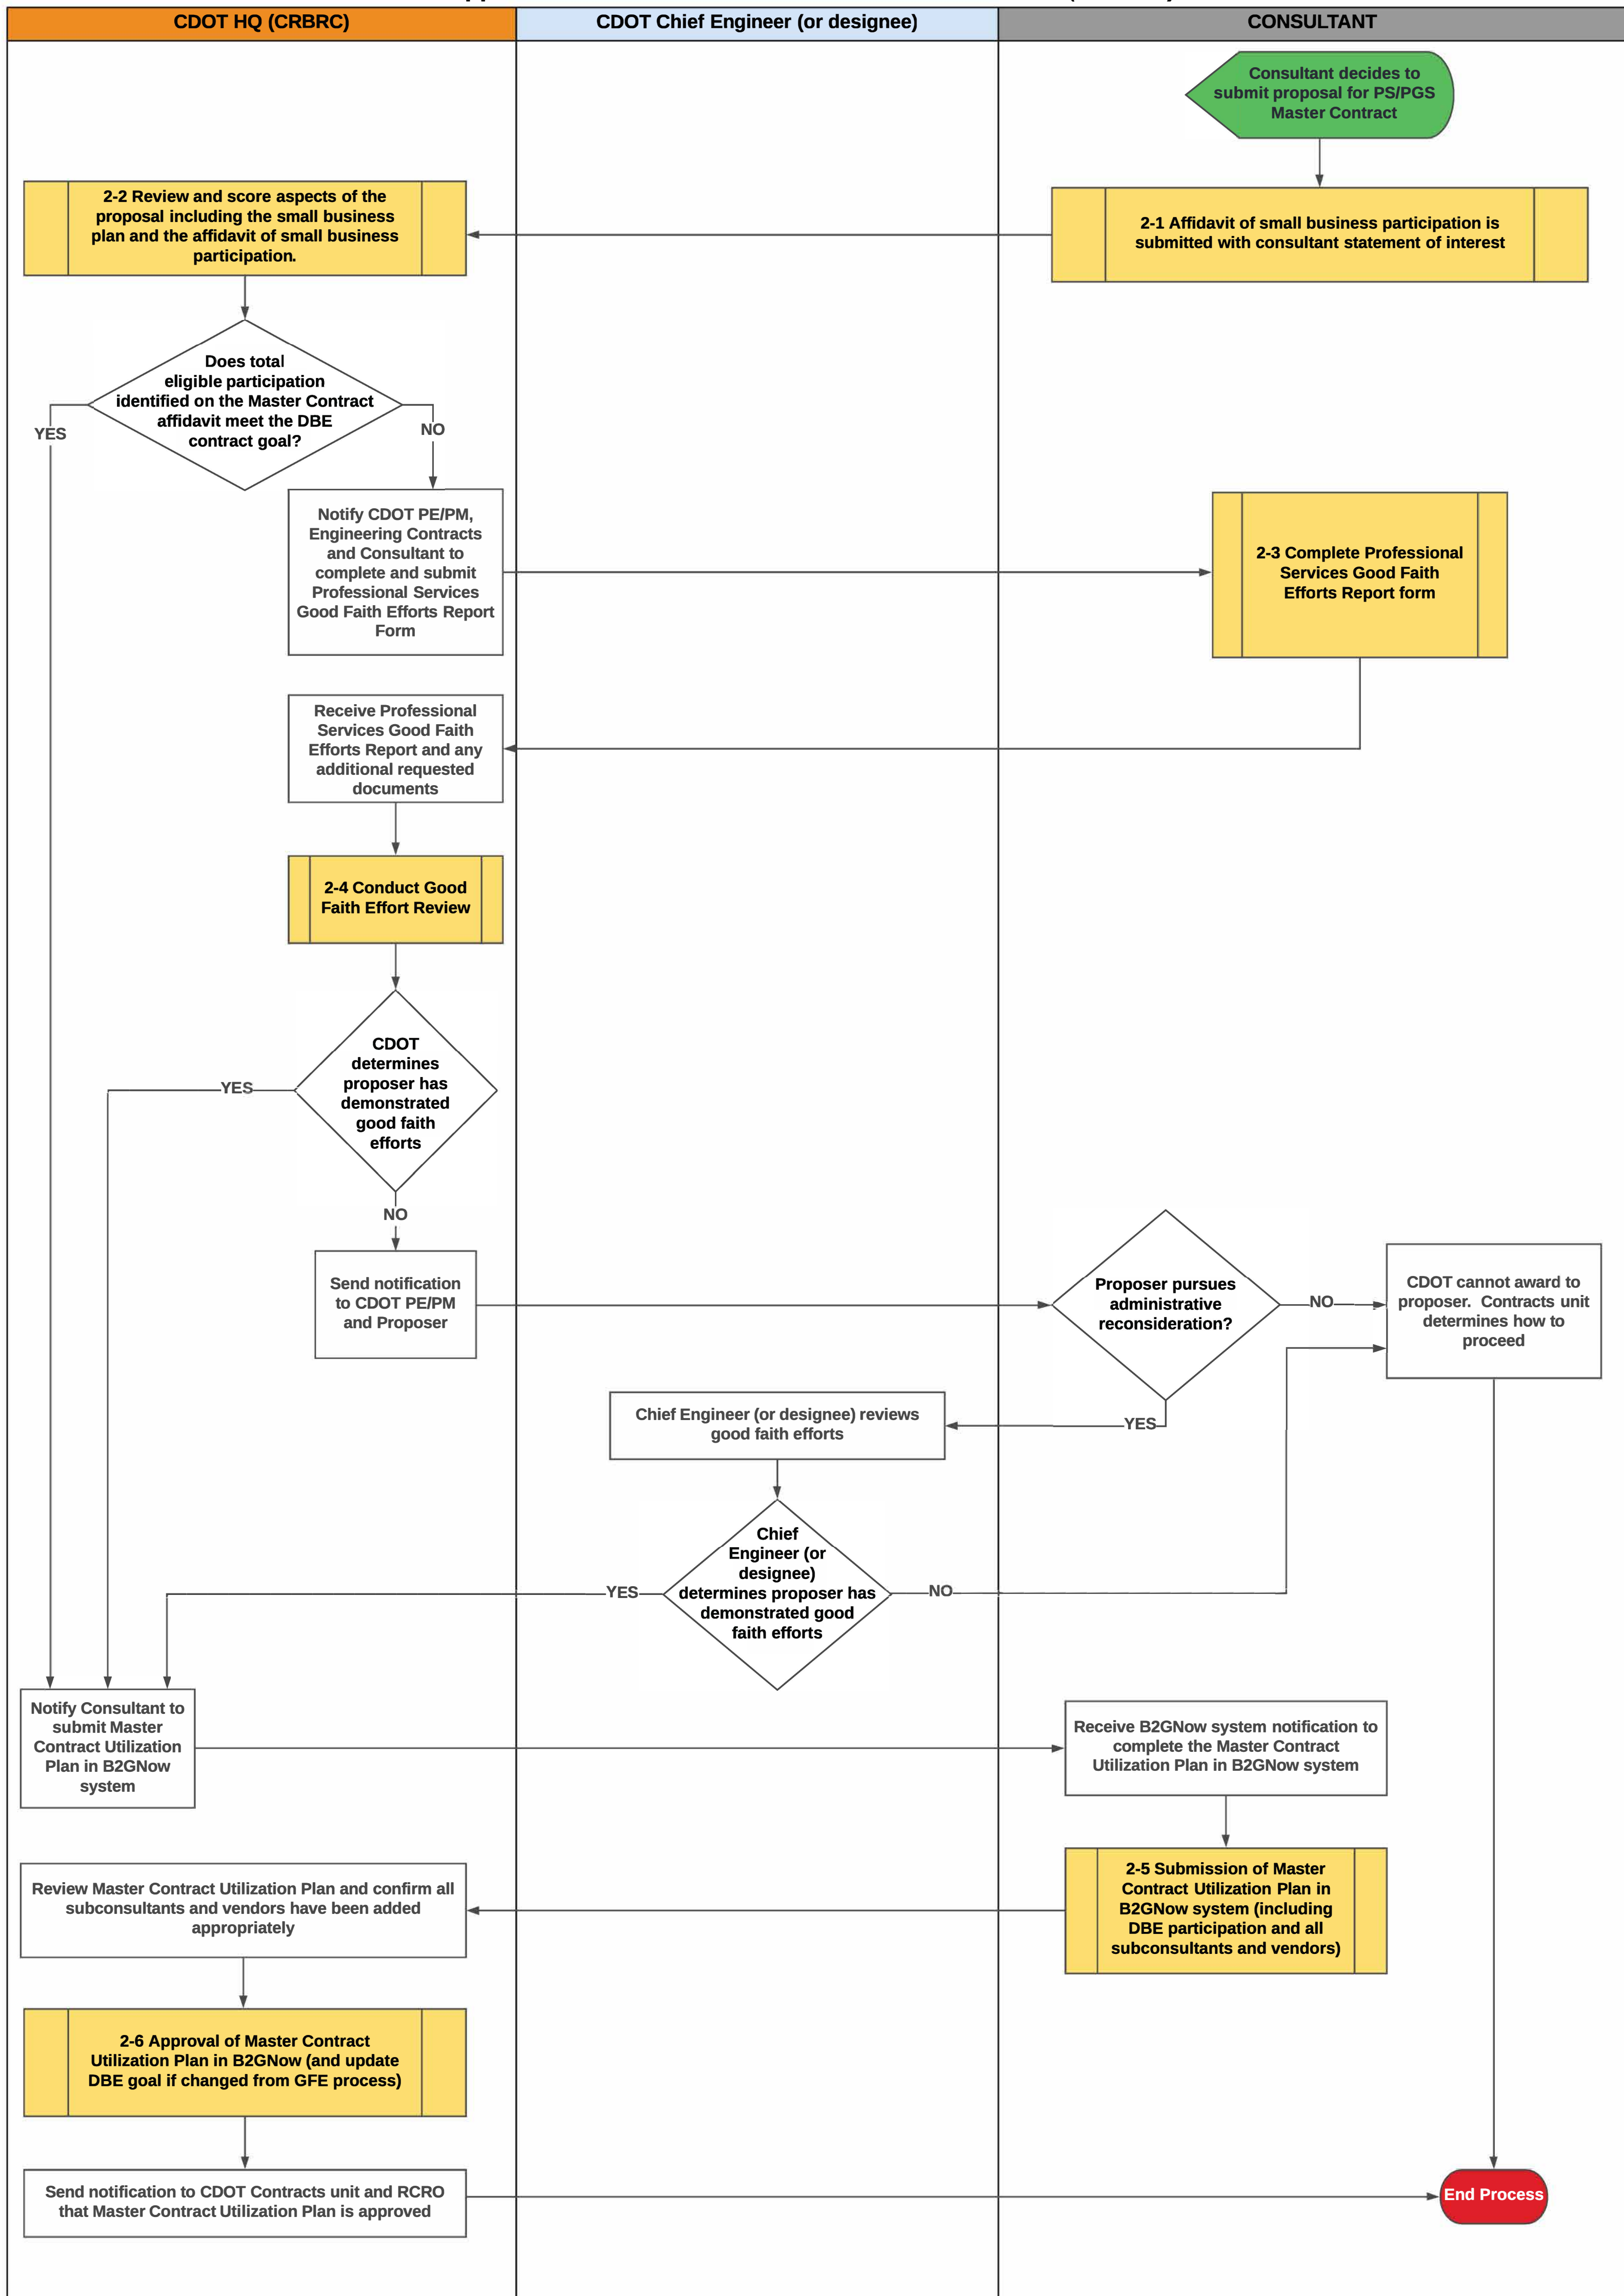 CDOT HQ (CRBRC)
CDOT Chief Engineer (or designee)
CONSULTANT
Consultant decides to
submit proposal for PS/PGS
Master Contract
2-1 Affidavit of small business participation is
submitted with consultant statement of interest
2-2 Review and score aspects of the
proposal including the small business
plan and the affidavit of small business
participation.
Does total
eligible participation
identified on the Master Contract
affidavit meet the DBE
contract goal?
YES
NO
Notify CDOT PE/PM,
Engineering Contracts
and Consultant to
complete and submit
Professional Services
Good Faith Efforts Report
Form
2-3 Complete Professional
Services Good Faith
Efforts Report form
Receive Professional
Services Good Faith
Efforts Report and any
additional requested
documents
2-4 Conduct Good
Faith Effort Review
CDOT
determines
proposer has
demonstrated
good faith
efforts
YES
NO
Send notification
to CDOT PE/PM
and Proposer
Proposer pursues
administrative
reconsideration?
NO
YES
CDOT cannot award to
proposer. Contracts unit
determines how to
proceed
Chief Engineer (or designee) reviews
good faith efforts
Chief
Engineer (or
designee)
determines proposer has
demonstrated good
faith efforts
YES
NO
Notify Consultant to
submit Master
Contract Utilization
Plan in B2GNow
system
Receive B2GNow system notification to
complete the Master Contract
Utilization Plan in B2GNow system
2-5 Submission of Master
Contract Utilization Plan in
B2GNow system (including
DBE participation and all
subconsultants and vendors)
Review Master Contract Utilization Plan and confirm all
subconsultants and vendors have been added
appropriately
2-6 Approval of Master Contract
Utilization Plan in B2GNow (and update
DBE goal if changed from GFE process)
Send notification to CDOT Contracts unit and RCRO
that Master Contract Utilization Plan is approved
End Process